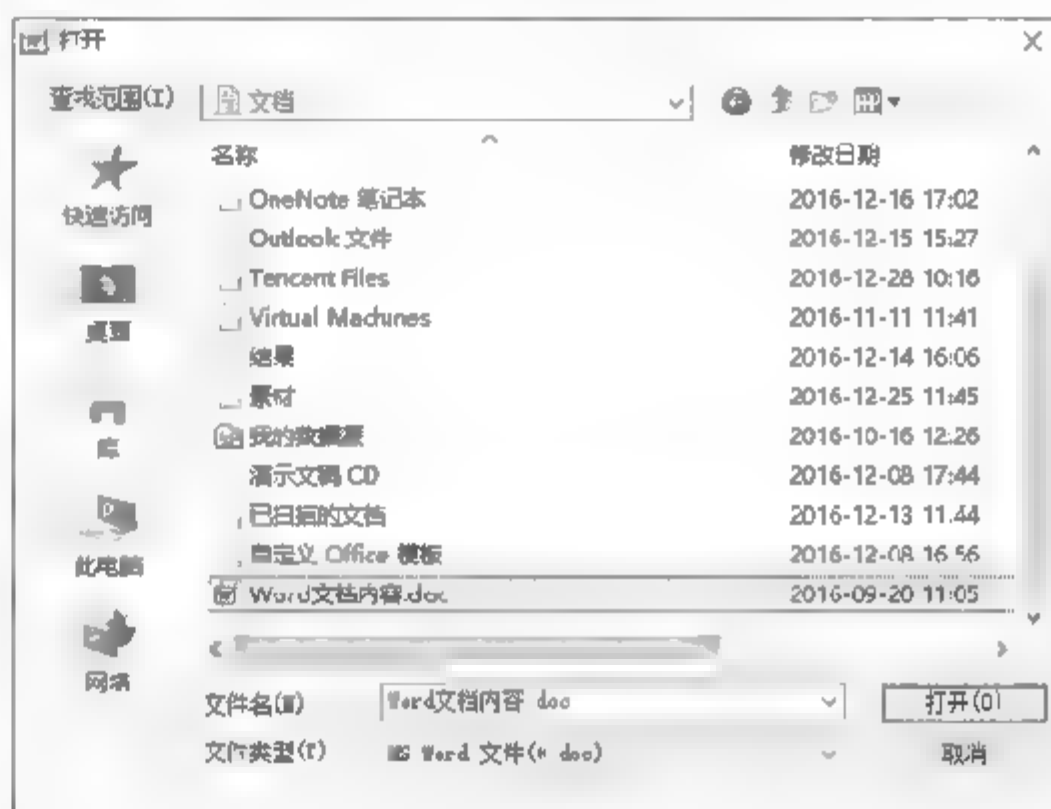 打开
查找范围(I) 文档
名称 修改日期
OneNote 笔记本 2016-12-16 17:02
Outlook 文件 2016-12-15 15:27
Tencent Files 2016-12-28 10:16
Virtual Machines 2016-11-11 11:41
结果 2016-12-14 16:06
素材 2016-12-25 11:45
我的数据源 2016-10-16 12:26
演示文稿 CD 2016-12-08 17:44
已扫描的文档 2016-12-13 11:44
自定义 Office 模板 2016-12-08 16:56
Word文档内容.doc 2016-09-20 11:05
快速访问
桌面
库
此电脑
网络
文件名(N) Word文档内容 doc 打开(O)
文件类型(T) MS Word 文件(* doc) 取消